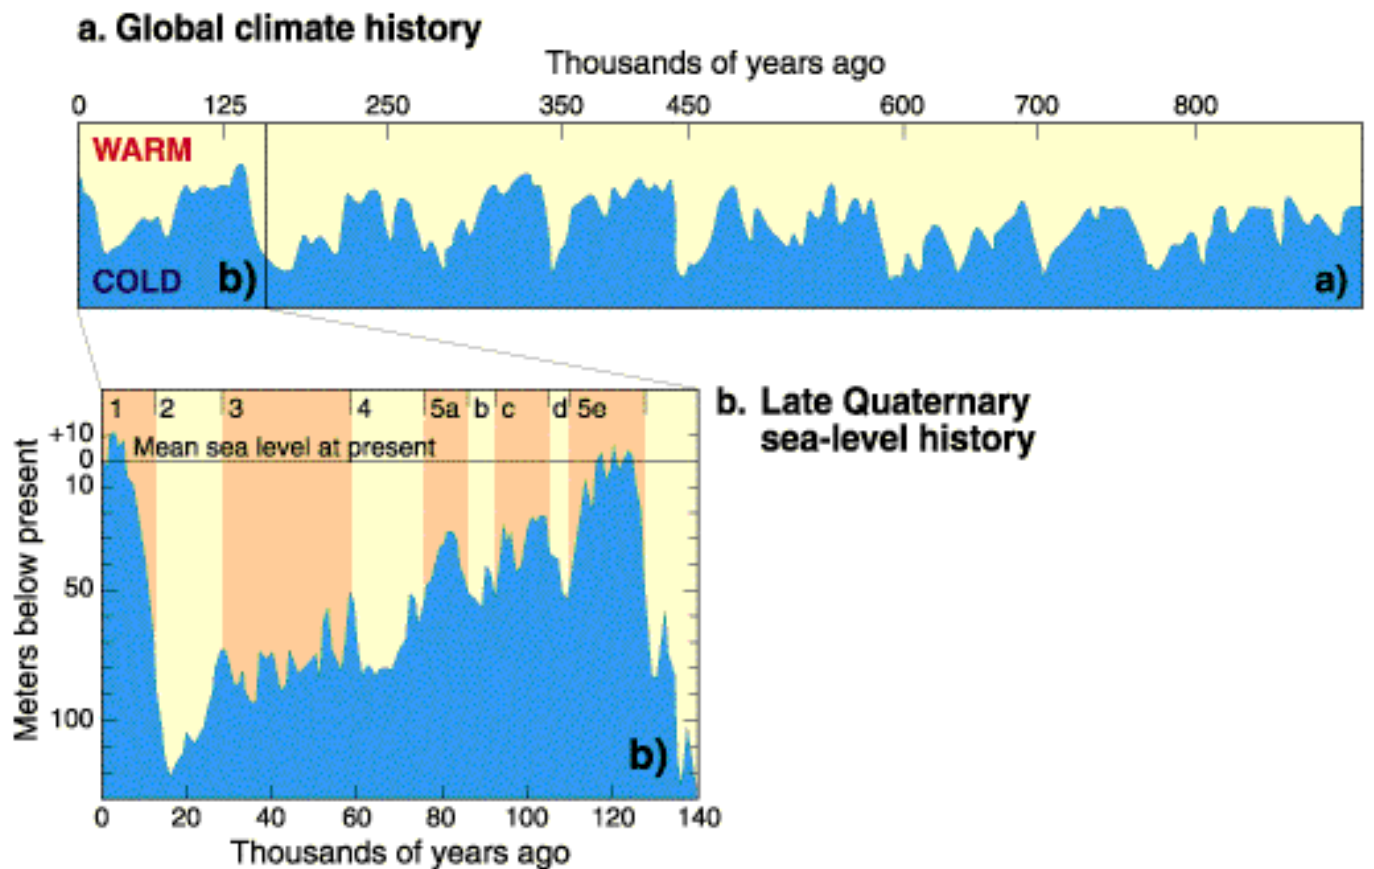 a. Global climate history
Thousands of years ago
0 125 250 350 450 600 700 800
WARM
COLD b) a)
1 2 3 4 5a b c d 5e
b. Late Quaternary
sea-level history
+10
Mean sea level at present
0
10
50
100
Meters below present
b)
0 20 40 60 80 100 120 140
Thousands of years ago